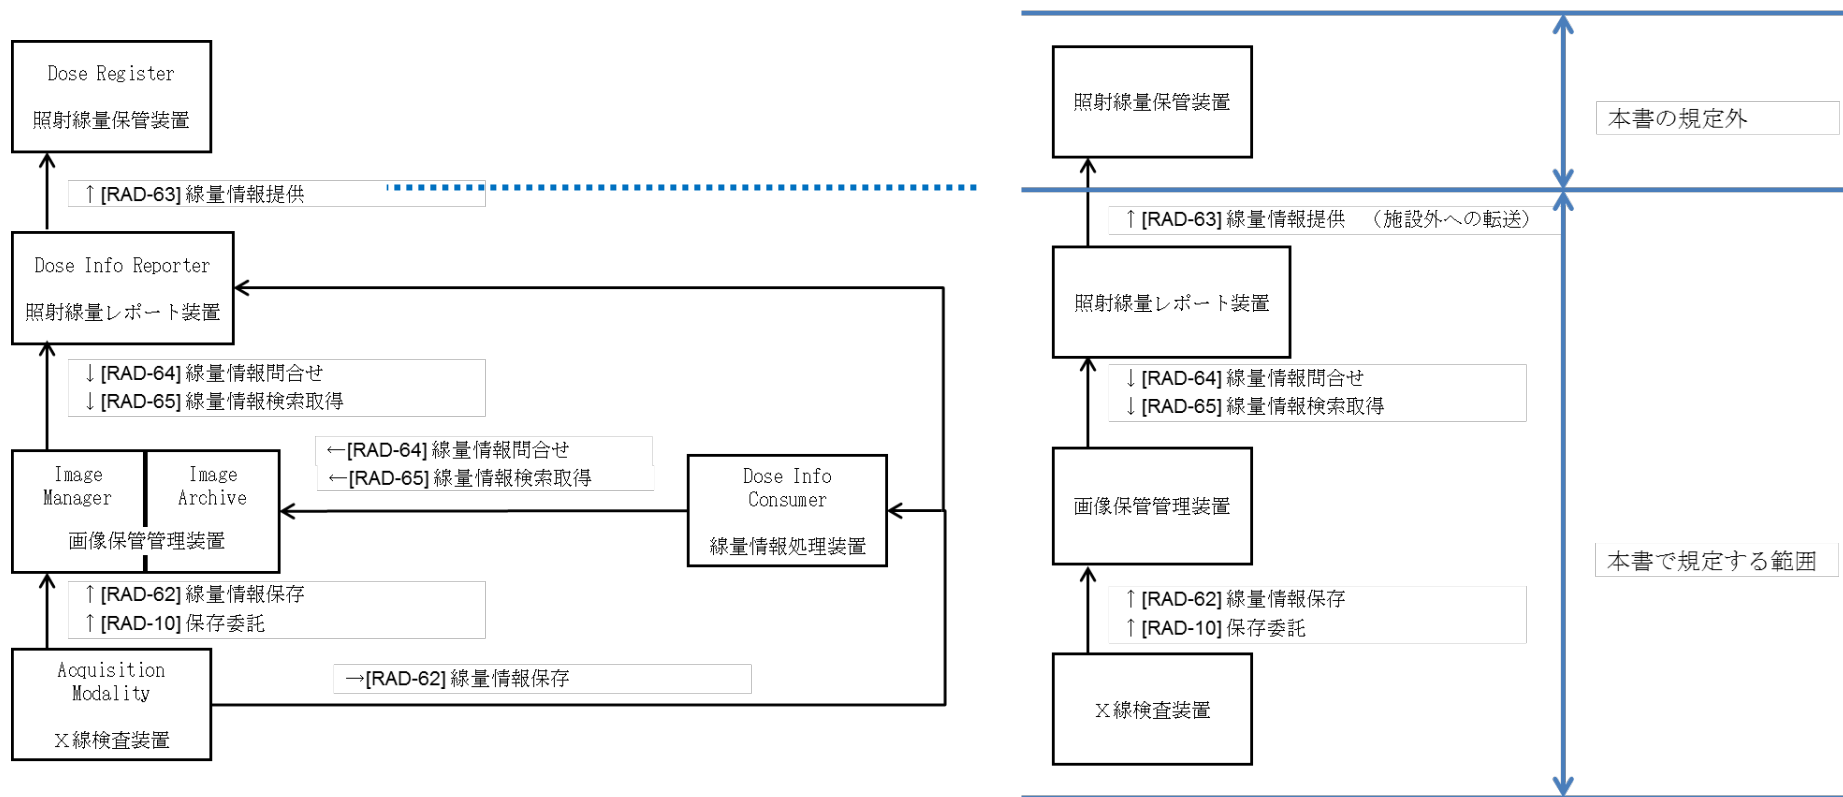 Dose Register
照射線量保管装置
↑[RAD-63]線量情報提供
Dose Info Reporter
照射線量レポート装置
↓[RAD-64]線量情報問合せ
↓[RAD-65]線量情報検索取得
←[RAD-64]線量情報問合せ
←[RAD-65]線量情報検索取得
Image
Manager
Image
Archive
画像保管管理装置
Dose Info
Consumer
線量情報処理装置
↑[RAD-62]線量情報保存
↑[RAD-10]保存委託
Acquisition
Modality
X線検査装置
→[RAD-62]線量情報保存
照射線量保管装置
本書の規定外
↑[RAD-63]線量情報提供 （施設外への転送）
照射線量レポート装置
↓[RAD-64]線量情報問合せ
↓[RAD-65]線量情報検索取得
画像保管管理装置
本書で規定する範囲
↑[RAD-62]線量情報保存
↑[RAD-10]保存委託
X線検査装置